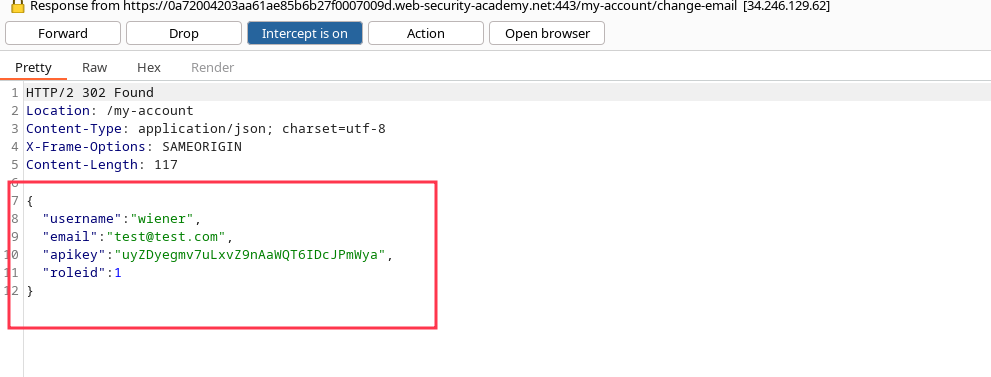 Response from https://0a72004203aa61ae85b6b27f0007009d.web-security-academy.net:443/my-account/change-email [34.246.129.62]
Forward Drop Intercept is on Action Open browser
Pretty Raw Hex Render
1 HTTP/2 302 Found
2 Location: /my-account
3 Content-Type: application/json; charset=utf-8
4 X-Frame-Options: SAMEORIGIN
5 Content-Length: 117
6
7 {
8 "username":"wiener",
9 "email":"test@test.com",
10 "apikey":"uyZDyegmv7uLxvZ9nAaWQT6IDcJPmWya",
11 "roleid":1
12 }